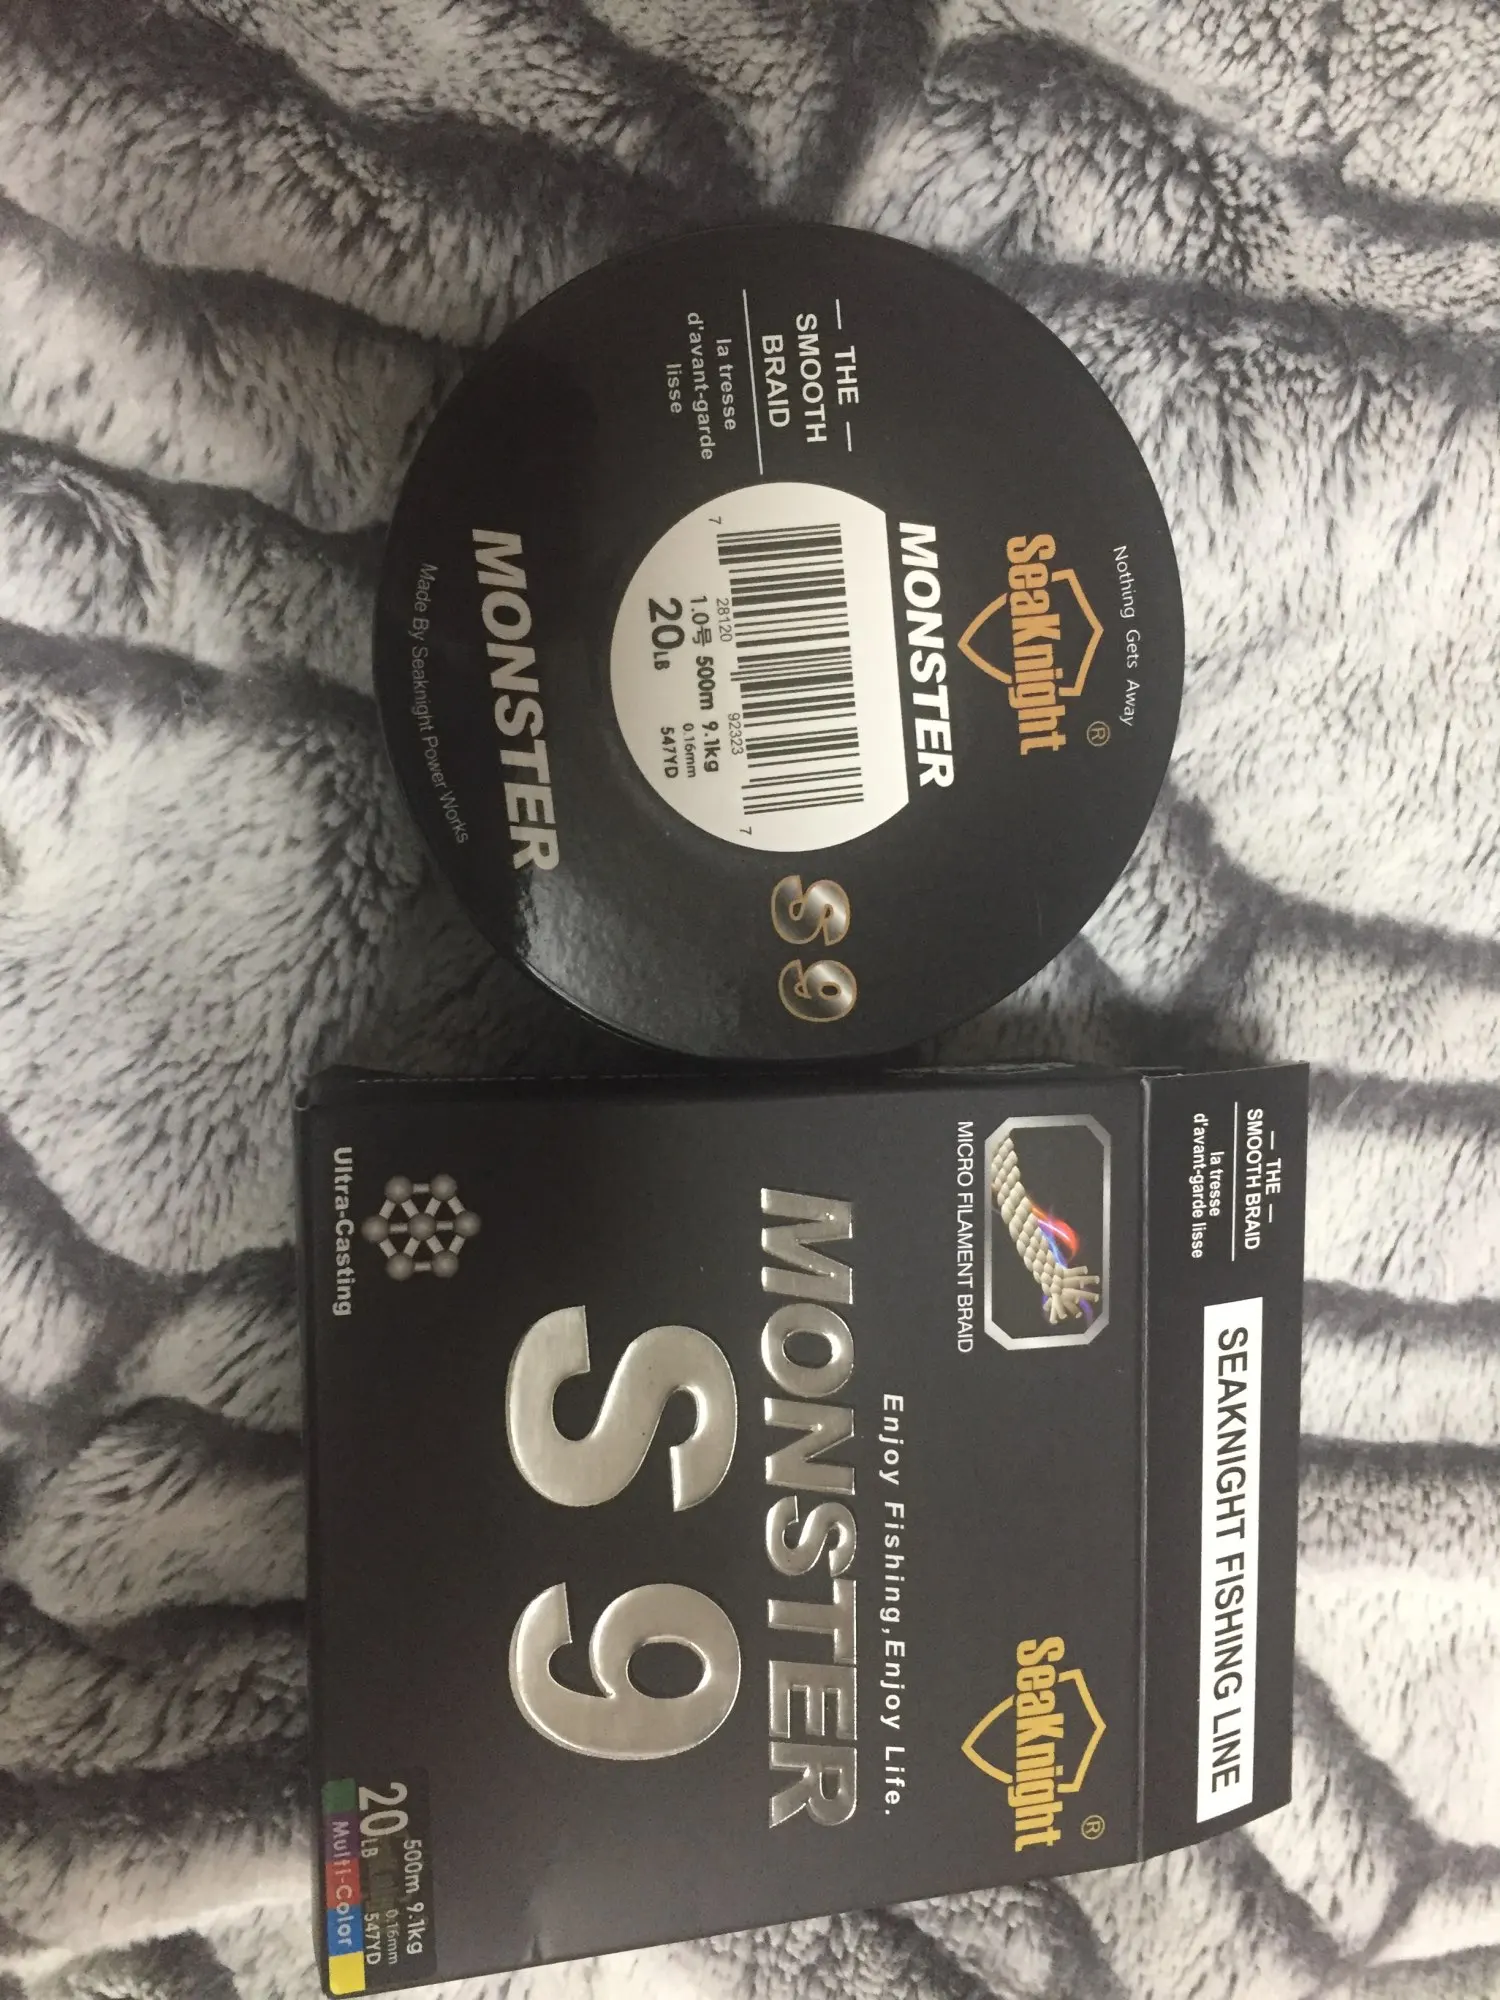 Nothing Gets Away
SeaKnight®
MONSTER
— THE —
SMOOTH
BRAID
la tresse
d'avant-garde
lisse
7 28120 92323 7
1.0号 500m 9.1kg
0.16mm
20LB 547YD
S9
MONSTER
Made By Seaknight Power Works
— THE —
SMOOTH BRAID
la tresse
d'avant-garde lisse
SEAKNIGHT FISHING LINE
MICRO FILAMENT BRAID
SeaKnight®
Enjoy Fishing,Enjoy Life.
MONSTER
S9
Ultra-Casting
500m 9.1kg
0.16mm
20LB 547YD
Multi-Color